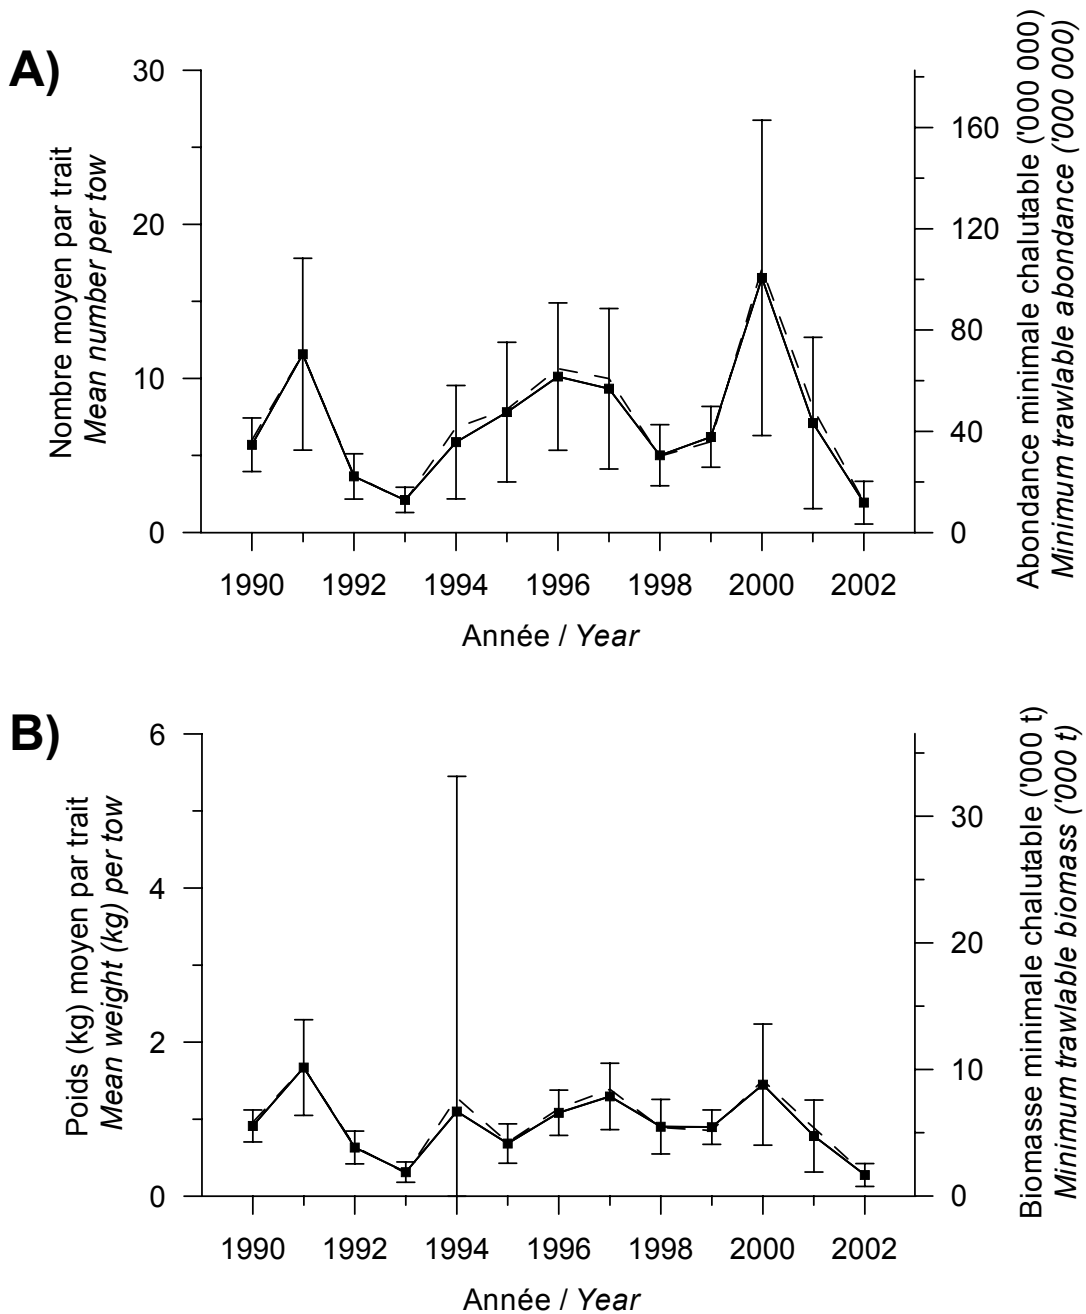 A)
Nombre moyen par trait
Mean number per tow
30
20
10
0
160
120
80
40
0
Abondance minimale chalutable ('000 000)
Minimum trawlable abondance ('000 000)
1990 1992 1994 1996 1998 2000 2002
Année / Year
B)
Poids (kg) moyen par trait
Mean weight (kg) per tow
6
4
2
0
30
20
10
0
Biomasse minimale chalutable ('000 t)
Minimum trawlable biomass ('000 t)
1990 1992 1994 1996 1998 2000 2002
Année / Year